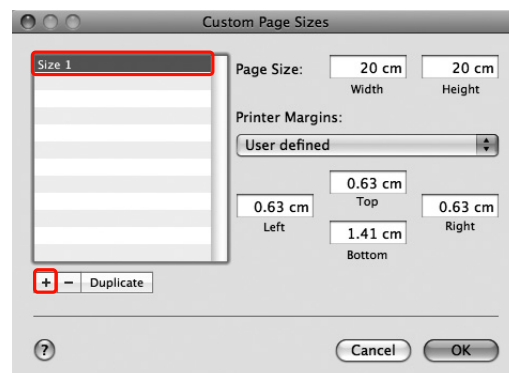 Custom Page Sizes
Size 1
Page Size:
20 cm
20 cm
Width
Height
Printer Margins:
User defined
0.63 cm
Top
0.63 cm
Left
0.63 cm
Right
1.41 cm
Bottom
+ − Duplicate
?
Cancel
OK